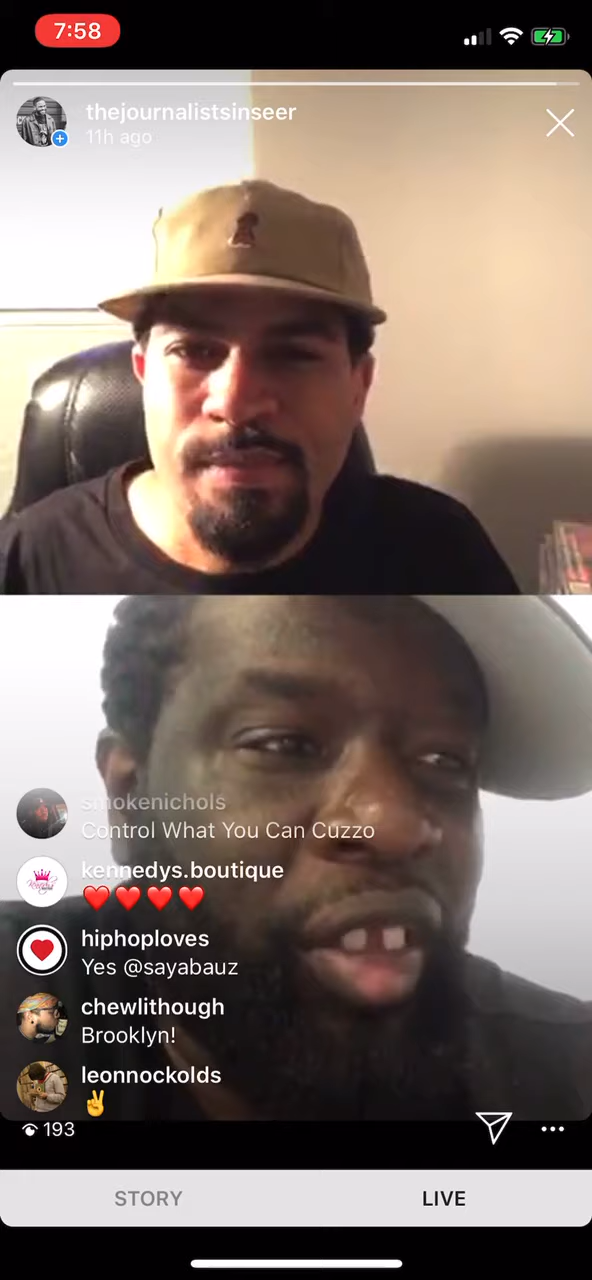 7:58
thejournalistsinseer
11h ago
smokenichols
Control What You Can Cuzzo
kennedys.boutique
❤️❤️❤️❤️
hiphoploves
Yes @sayabauz
chewlithough
Brooklyn!
leonnockolds
✌️
193
STORY
LIVE